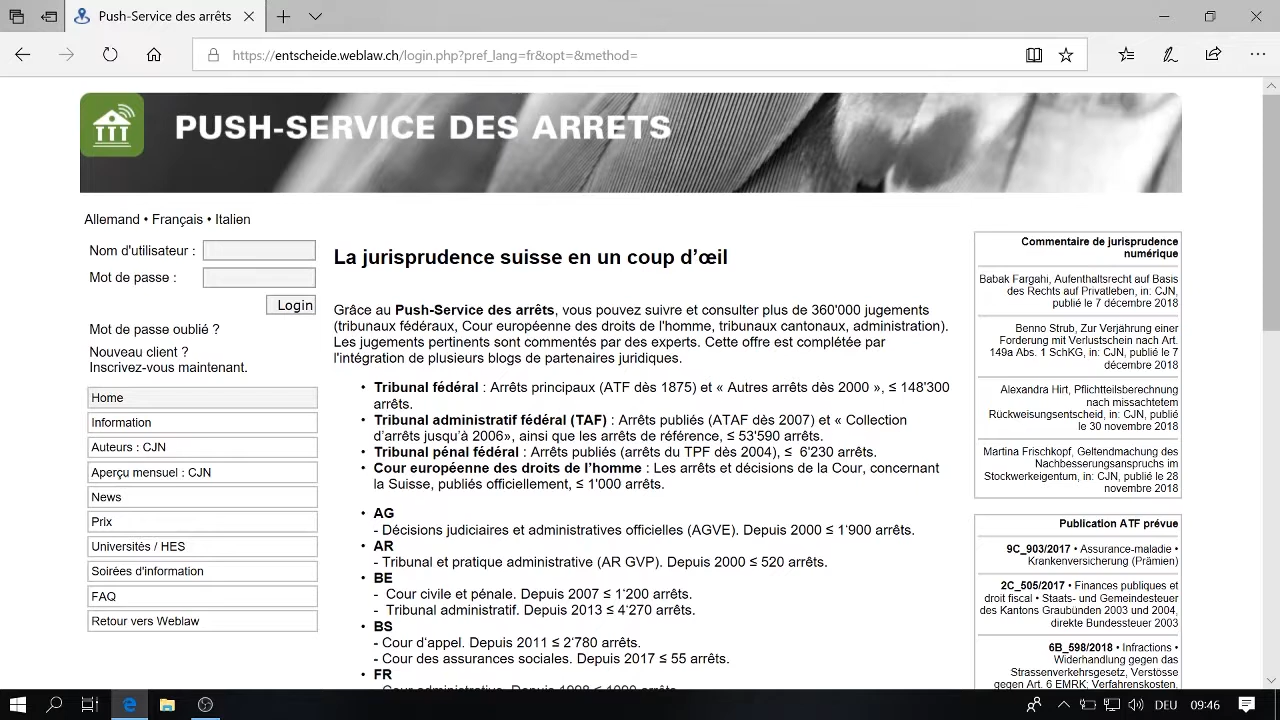 Push-Service des arrêts
https://entscheide.weblaw.ch/login.php?pref_lang=fr&opt=&method=
PUSH-SERVICE DES ARRETS
Allemand • Français • Italien
Nom d'utilisateur :
Mot de passe :
Login
Mot de passe oublié ?
Nouveau client ?
Inscrivez-vous maintenant.
Home
Information
Auteurs : CJN
Aperçu mensuel : CJN
News
Prix
Universités / HES
Soirées d'information
FAQ
Retour vers Weblaw
La jurisprudence suisse en un coup d’œil
Grâce au Push-Service des arrêts, vous pouvez suivre et consulter plus de 360'000 jugements
(tribunaux fédéraux, Cour européenne des droits de l'homme, tribunaux cantonaux, administration).
Les jugements pertinents sont commentés par des experts. Cette offre est complétée par
l'intégration de plusieurs blogs de partenaires juridiques.
• Tribunal fédéral : Arrêts principaux (ATF dès 1875) et « Autres arrêts dès 2000 », ≤ 148'300
arrêts.
• Tribunal administratif fédéral (TAF) : Arrêts publiés (ATAF dès 2007) et « Collection
d’arrêts jusqu’à 2006», ainsi que les arrêts de référence, ≤ 53'590 arrêts.
• Tribunal pénal fédéral : Arrêts publiés (arrêts du TPF dès 2004), ≤ 6'230 arrêts.
• Cour européenne des droits de l’homme : Les arrêts et décisions de la Cour, concernant
la Suisse, publiés officiellement, ≤ 1'000 arrêts.
• AG
- Décisions judiciaires et administratives officielles (AGVE). Depuis 2000 ≤ 1‘900 arrêts.
• AR
- Tribunal et pratique administrative (AR GVP). Depuis 2000 ≤ 520 arrêts.
• BE
- Cour civile et pénale. Depuis 2007 ≤ 1‘200 arrêts.
- Tribunal administratif. Depuis 2013 ≤ 4’270 arrêts.
• BS
- Cour d‘appel. Depuis 2011 ≤ 2‘780 arrêts.
- Cour des assurances sociales. Depuis 2017 ≤ 55 arrêts.
• FR
Commentaire de jurisprudence
numérique
Babak Fargahi, Aufenthaltsrecht auf Basis
des Rechts auf Privatleben, in: CJN,
publié le 7 décembre 2018
Benno Strub, Zur Verjährung einer
Forderung mit Verlustschein nach Art.
149a Abs. 1 SchKG, in: CJN, publié le 7
décembre 2018
Alexandra Hirt, Pflichtteilsberechnung
nach missachtetem
Rückweisungsentscheid, in: CJN, publié
le 30 novembre 2018
Martina Frischkopf, Geltendmachung des
Nachbesserungsanspruchs im
Stockwerkeigentum, in: CJN, publié le 28
novembre 2018
Publication ATF prévue
9C_903/2017 • Assurance-maladie •
Krankenversicherung (Prämien)
2C_505/2017 • Finances publiques et
droit fiscal • Staats- und Gemeindesteuer
des Kantons Graubünden 2003 und 2004,
direkte Bundessteuer 2003
6B_598/2018 • Infractions •
Widerhandlung gegen das
Strassenverkehrsgesetz, Verstösse
gegen Art. 6 EMRK; Verfahrenskosten,
DEU
09:46